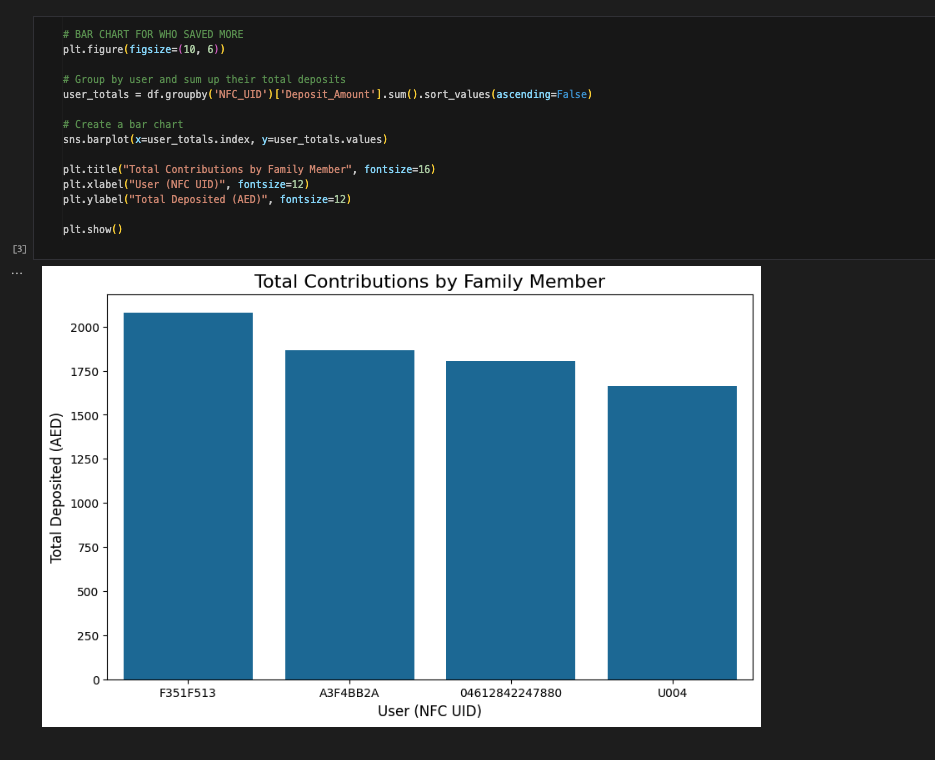 # BAR CHART FOR WHO SAVED MORE
plt.figure(figsize=(10, 6))
# Group by user and sum up their total deposits
user_totals = df.groupby('NFC_UID')['Deposit_Amount'].sum().sort_values(ascending=False)
# Create a bar chart
sns.barplot(x=user_totals.index, y=user_totals.values)
plt.title("Total Contributions by Family Member", fontsize=16)
plt.xlabel("User (NFC UID)", fontsize=12)
plt.ylabel("Total Deposited (AED)", fontsize=12)
plt.show()
[3]
...
Total Contributions by Family Member
Total Deposited (AED)
2000
1750
1500
1250
1000
750
500
250
0
F351F513 A3F4BB2A 04612842247880 U004
User (NFC UID)